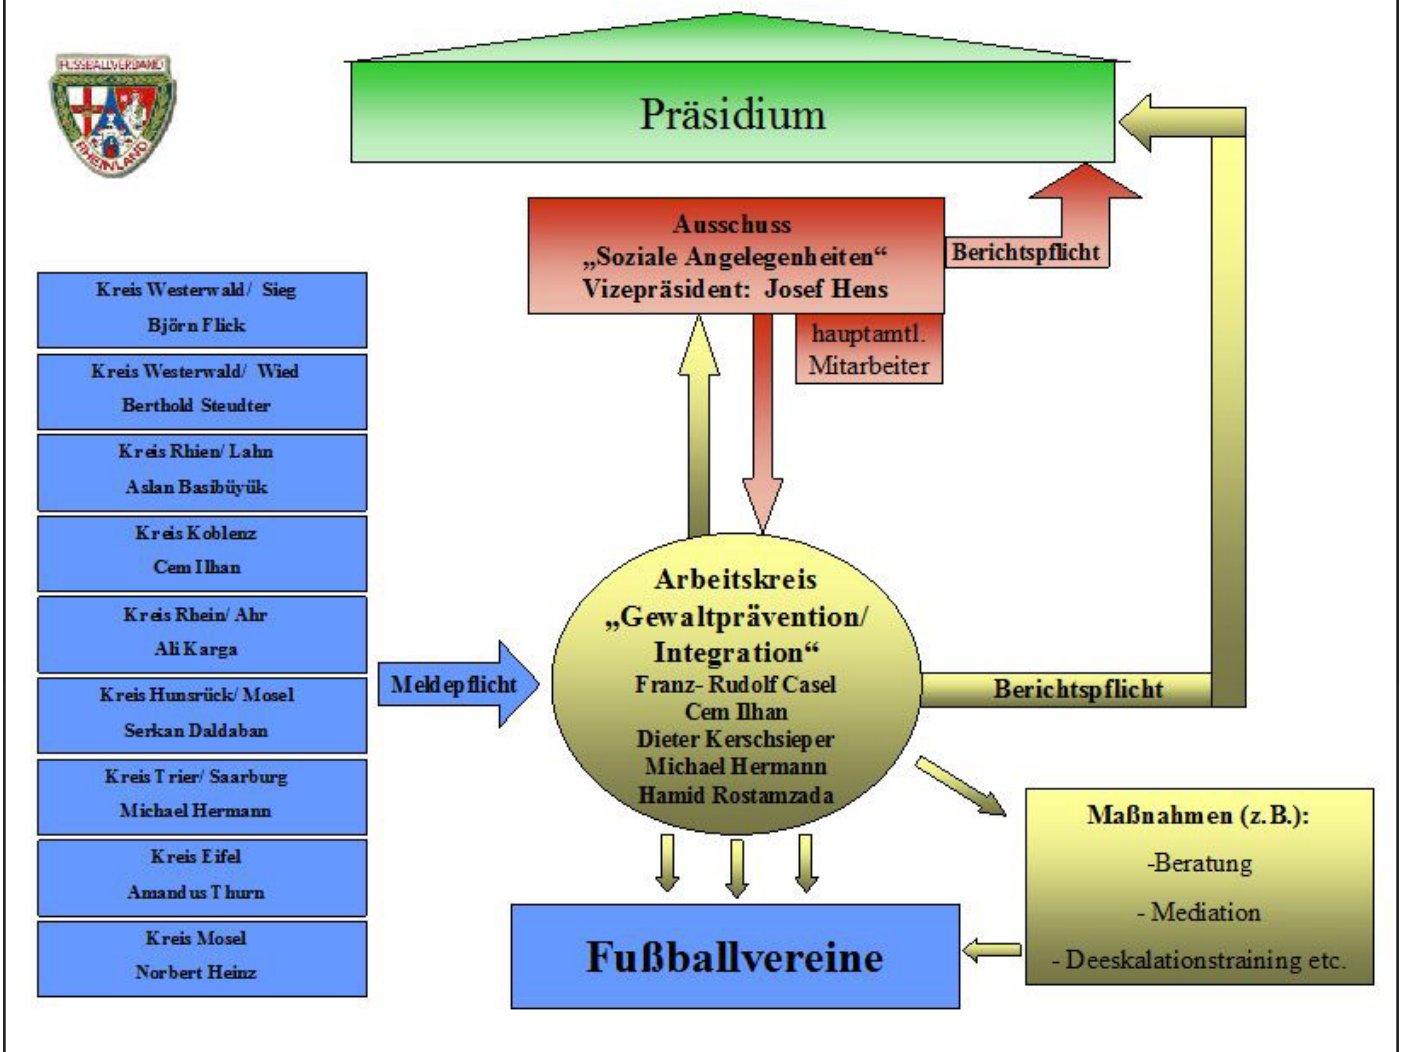 FUSSBALLVERBAND
RHEINLAND
Präsidium
Ausschuss
„Soziale Angelegenheiten“
Vizepräsident: Josef Hens
Berichtspflicht
hauptamtl.
Mitarbeiter
Kreis Westerwald/ Sieg
Björn Flick
Kreis Westerwald/ Wied
Berthold Steudter
Kreis Rhien/ Lahn
Aslan Basibüyük
Kreis Koblenz
Cem Ilhan
Kreis Rhein/ Ahr
Ali Karga
Kreis Hunsrück/ Mosel
Serkan Daldaban
Kreis Trier/ Saarburg
Michael Hermann
Kreis Eifel
Amandus Thurn
Kreis Mosel
Norbert Heinz
Meldepflicht
Arbeitskreis
„Gewaltprävention/
Integration“
Franz- Rudolf Casel
Cem Ilhan
Dieter Kerschsieper
Michael Hermann
Hamid Rostamzada
Berichtspflicht
Maßnahmen (z.B.):
-Beratung
- Mediation
- Deeskalationstraining etc.
Fußballvereine